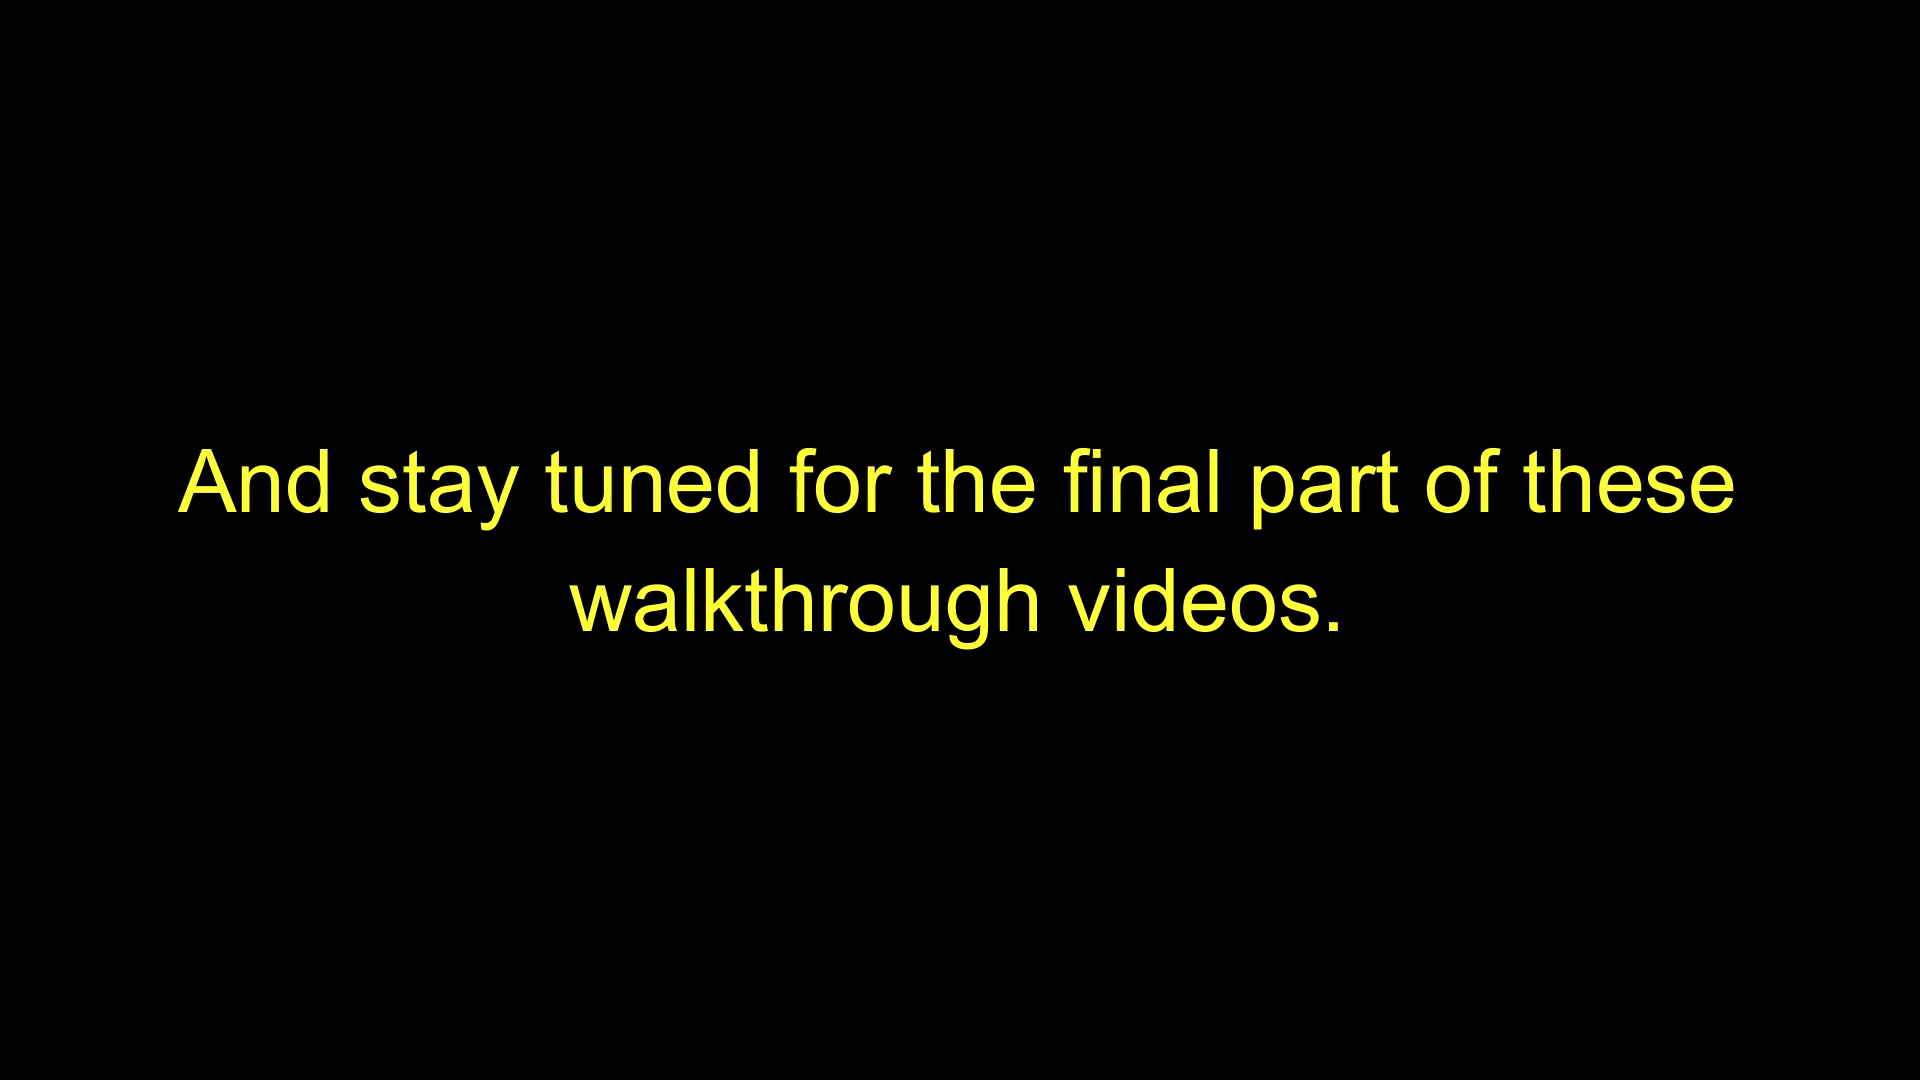 And stay tuned for the final part of these
walkthrough videos.